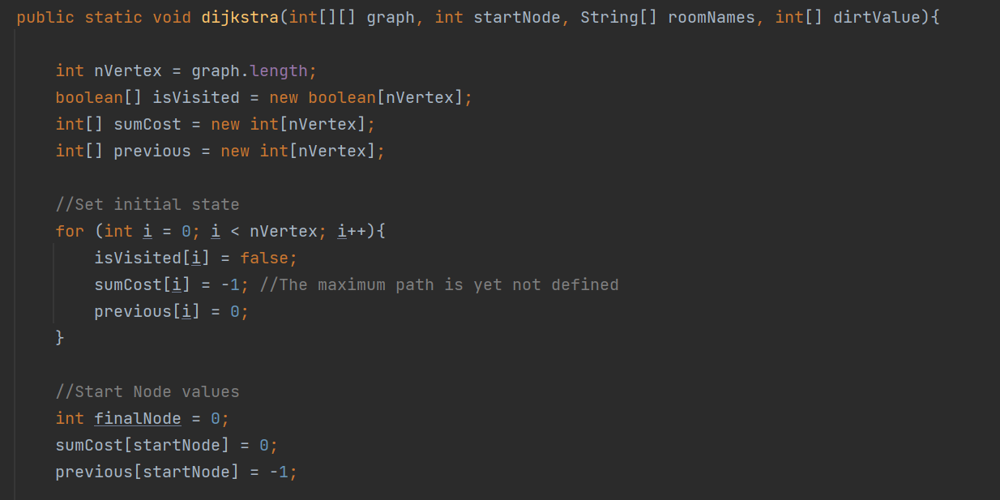 public static void dijkstra(int[][] graph, int startNode, String[] roomNames, int[] dirtValue){
int nVertex = graph.length;
boolean[] isVisited = new boolean[nVertex];
int[] sumCost = new int[nVertex];
int[] previous = new int[nVertex];
//Set initial state
for (int i = 0; i < nVertex; i++){
isVisited[i] = false;
sumCost[i] = -1; //The maximum path is yet not defined
previous[i] = 0;
}
//Start Node values
int finalNode = 0;
sumCost[startNode] = 0;
previous[startNode] = -1;